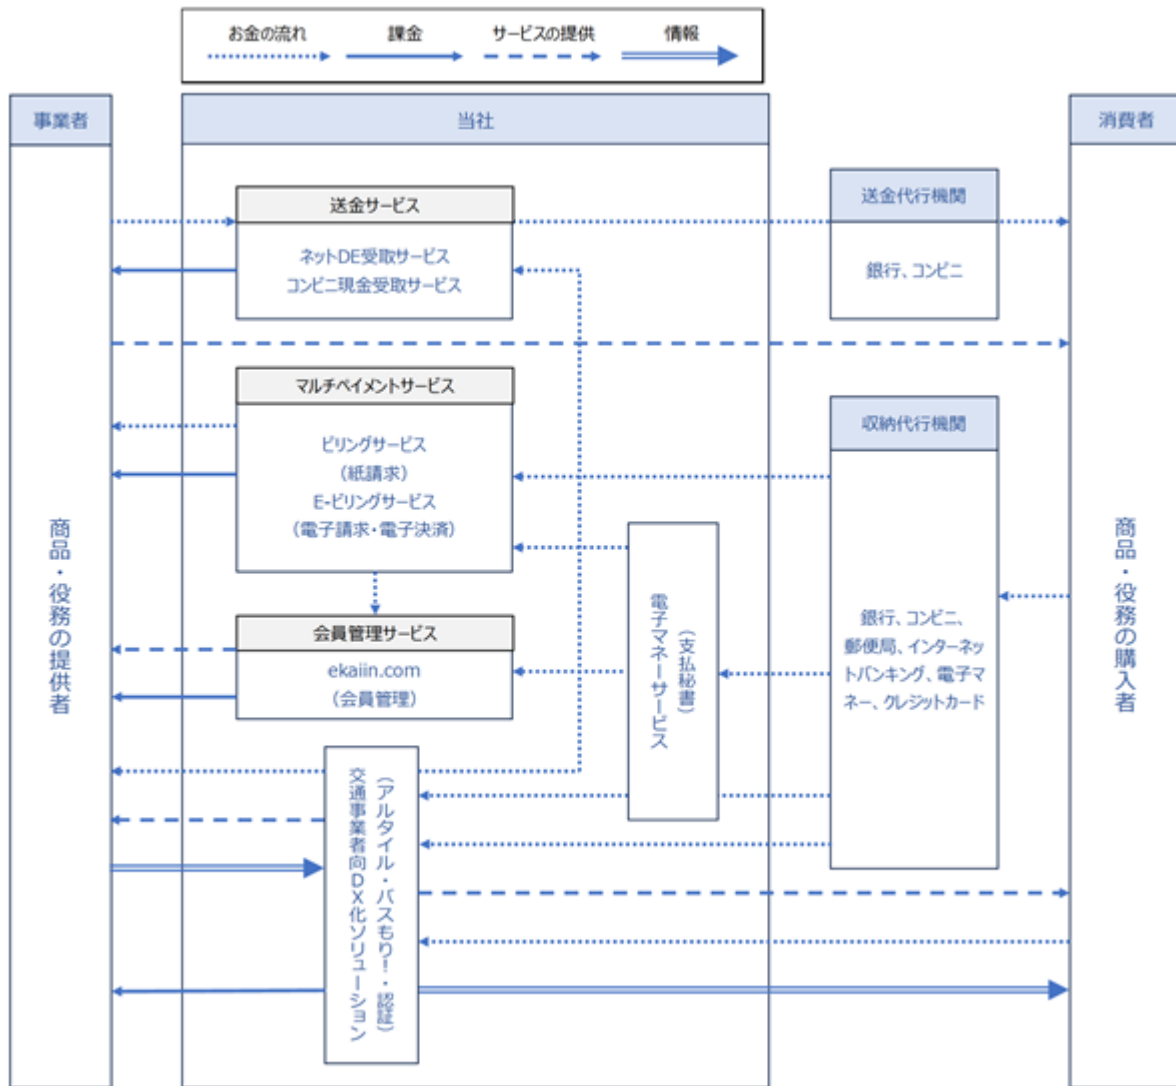 お金の流れ
課金
サービスの提供
情報
事業者
当社
消費者
送金サービス
ネットDE受取サービス
コンビニ現金受取サービス
送金代行機関
銀行、コンビニ
マルチペイメントサービス
ビリングサービス
（紙請求）
E-ビリングサービス
（電子請求・電子決済）
収納代行機関
銀行、コンビニ、
郵便局、インターネッ
トバンキング、電子マ
ネー、クレジットカード
商品・役務の提供者
商品・役務の購入者
（支払秘書）
電子マネーサービス
会員管理サービス
ekaiin.com
（会員管理）
（アルタイル・バスもり！・認証）
交通事業者向DX化ソリューション